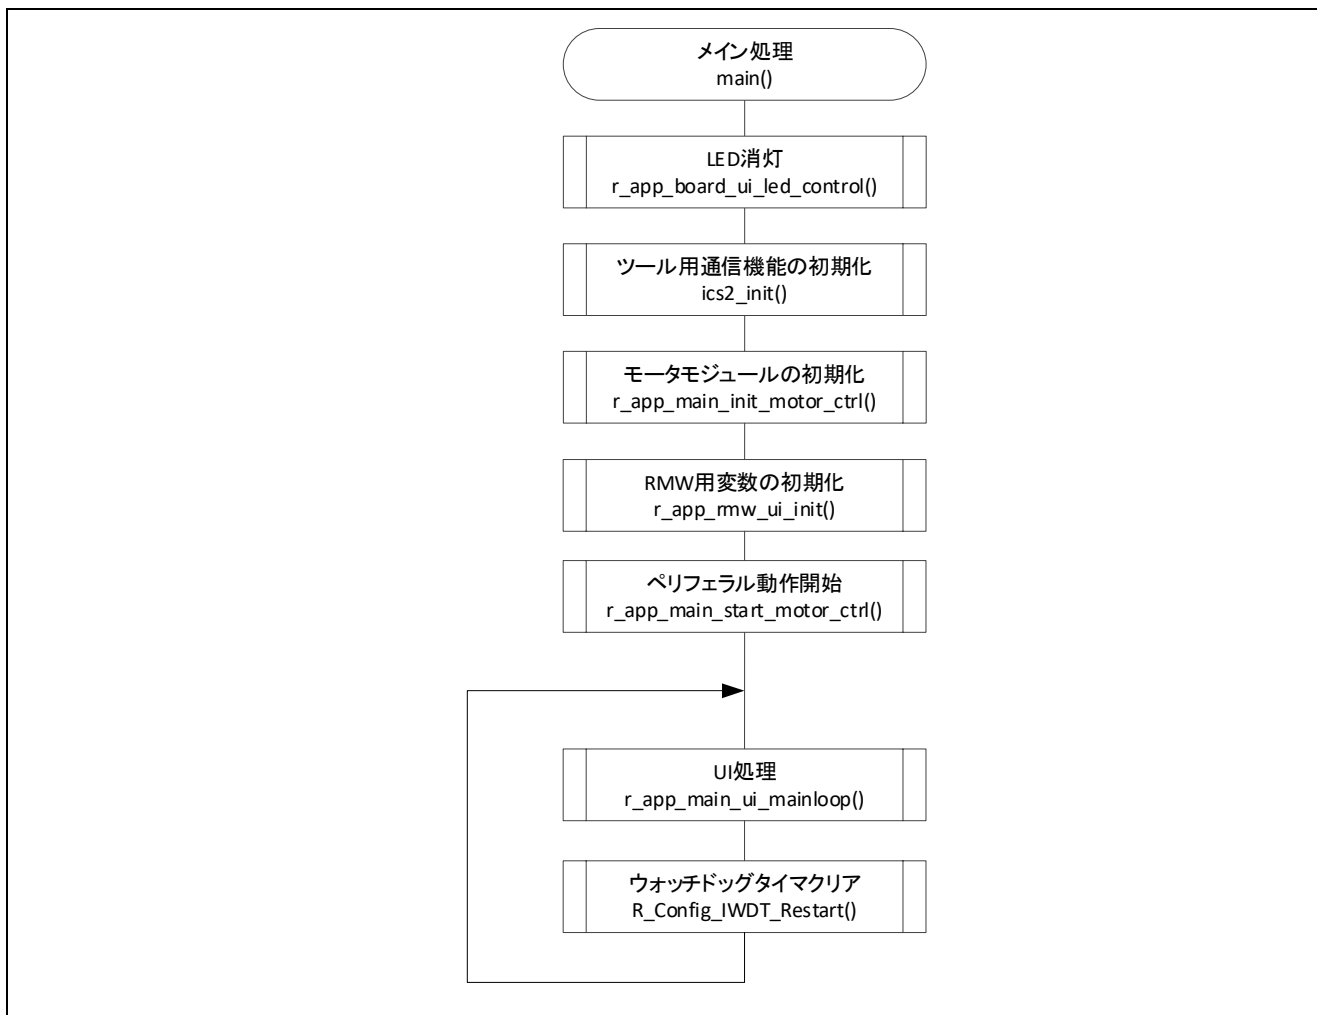 メイン処理
main()
LED消灯
r_app_board_ui_led_control()
ツール用通信機能の初期化
ics2_init()
モータモジュールの初期化
r_app_main_init_motor_ctrl()
RMW用変数の初期化
r_app_rmw_ui_init()
ペリフェラル動作開始
r_app_main_start_motor_ctrl()
UI処理
r_app_main_ui_mainloop()
ウォッチドッグタイマクリア
R_Config_IWDT_Restart()